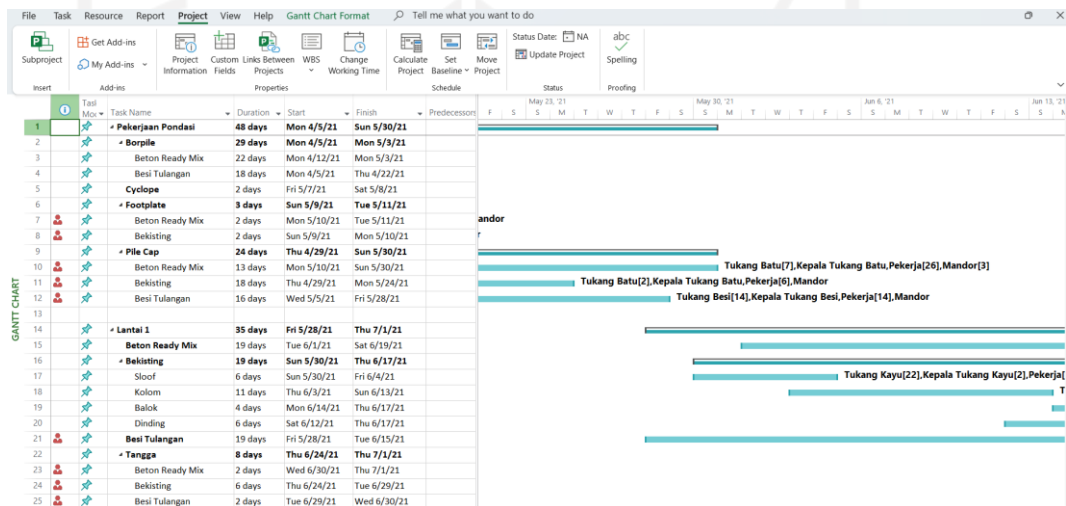 File Task Resource Report Project View Help Gantt Chart Format Tell me what you want to do
Subproject
Get Add-ins
My Add-ins
Project Information
Custom Fields
Links Between Projects
WBS
Change Working Time
Calculate Project
Set Baseline
Move Project
Status Date: NA
Update Project
abc
Spelling
Insert Add-ins Properties Schedule Status Proofing
Task Name Duration Start Finish Predecessors
May 23, '21 May 30, '21 Jun 6, '21 Jun 13, '21
F S S M T W T F S S M T W T F S S M T W T F S S M
1 Pekerjaan Pondasi 48 days Mon 4/5/21 Sun 5/30/21
2 Borpile 29 days Mon 4/5/21 Mon 5/3/21
3 Beton Ready Mix 22 days Mon 4/12/21 Mon 5/3/21
4 Besi Tulangan 18 days Mon 4/5/21 Thu 4/22/21
5 Cyclope 2 days Fri 5/7/21 Sat 5/8/21
6 Footplate 3 days Sun 5/9/21 Tue 5/11/21
7 Beton Ready Mix 2 days Mon 5/10/21 Tue 5/11/21 andor
8 Bekisting 2 days Sun 5/9/21 Mon 5/10/21 r
9 Pile Cap 24 days Thu 4/29/21 Sun 5/30/21
10 Beton Ready Mix 13 days Mon 5/10/21 Sun 5/30/21 Tukang Batu[7],Kepala Tukang Batu,Pekerja[26],Mandor[3]
11 Bekisting 18 days Thu 4/29/21 Mon 5/24/21 Tukang Batu[2],Kepala Tukang Batu,Pekerja[6],Mandor
12 Besi Tulangan 16 days Wed 5/5/21 Fri 5/28/21 Tukang Besi[14],Kepala Tukang Besi,Pekerja[14],Mandor
13
14 Lantai 1 35 days Fri 5/28/21 Thu 7/1/21
15 Beton Ready Mix 19 days Tue 6/1/21 Sat 6/19/21
16 Bekisting 19 days Sun 5/30/21 Thu 6/17/21
17 Sloof 6 days Sun 5/30/21 Fri 6/4/21 Tukang Kayu[22],Kepala Tukang Kayu[2],Pekerja[
18 Kolom 11 days Thu 6/3/21 Sun 6/13/21 T
19 Balok 4 days Mon 6/14/21 Thu 6/17/21
20 Dinding 6 days Sat 6/12/21 Thu 6/17/21
21 Besi Tulangan 19 days Fri 5/28/21 Tue 6/15/21
22 Tangga 8 days Thu 6/24/21 Thu 7/1/21
23 Beton Ready Mix 2 days Wed 6/30/21 Thu 7/1/21
24 Bekisting 6 days Thu 6/24/21 Tue 6/29/21
25 Besi Tulangan 2 days Tue 6/29/21 Wed 6/30/21
GANTT CHART